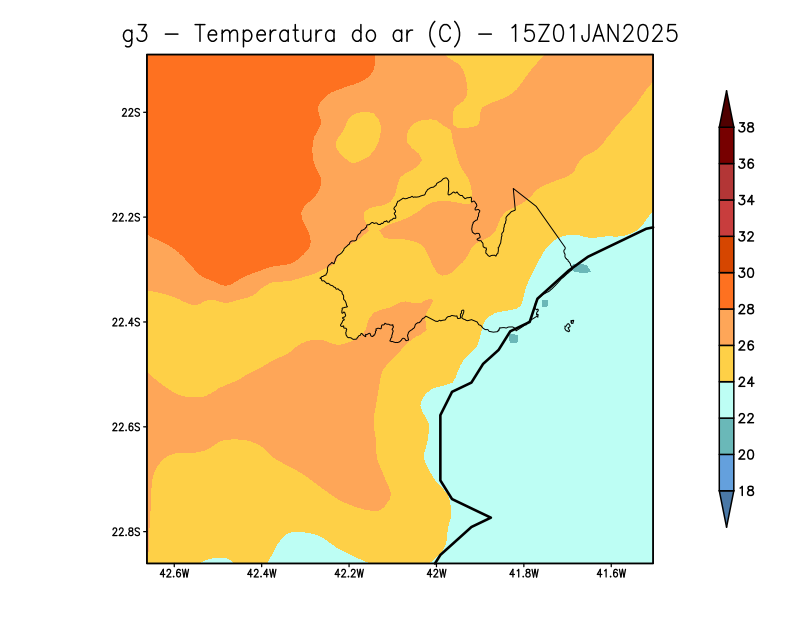 g3 - Temperatura do ar (C) - 15Z01JAN2025
22S
22.2S
22.4S
22.6S
22.8S
42.6W
42.4W
42.2W
42W
41.8W
41.6W
38
36
34
32
30
28
26
24
22
20
18